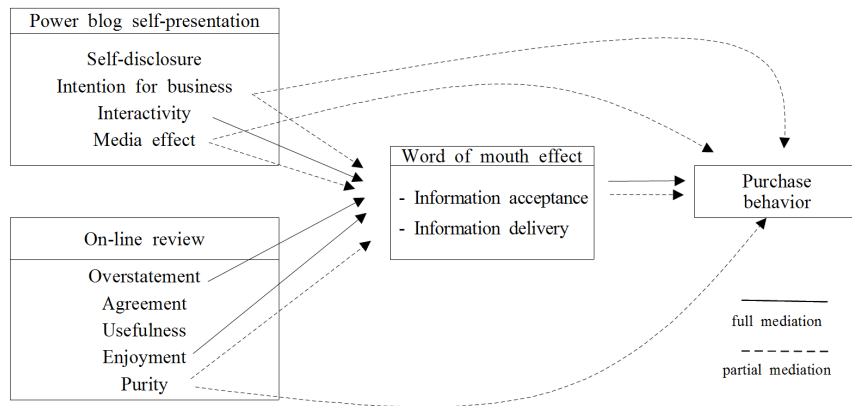 Power blog self-presentation
Self-disclosure
Intention for business
Interactivity
Media effect
Word of mouth effect
- Information acceptance
- Information delivery
Purchase
behavior
On-line review
Overstatement
Agreement
Usefulness
Enjoyment
Purity
full mediation
partial mediation